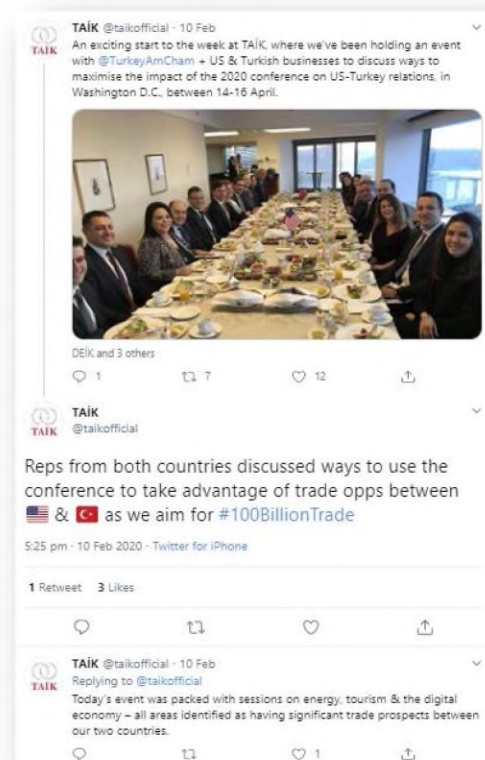 TAİK @taikofficial · 10 Feb
TAİK
An exciting start to the week at TAİK, where we've been holding an event
with @TurkeyAmCham + US & Turkish businesses to discuss ways to
maximise the impact of the 2020 conference on US-Turkey relations, in
Washington D.C., between 14-16 April.
DEİK and 3 others
1 7 12
TAİK
TAİK
@taikofficial
Reps from both countries discussed ways to use the
conference to take advantage of trade opps between
🇺🇸 & 🇹🇷 as we aim for #100BillionTrade
5:25 pm · 10 Feb 2020 · Twitter for iPhone
1 Retweet 3 Likes
TAİK @taikofficial · 10 Feb
TAİK
Replying to @taikofficial
Today's event was packed with sessions on energy, tourism & the digital
economy – all areas identified as having significant trade prospects between
our two countries.
1